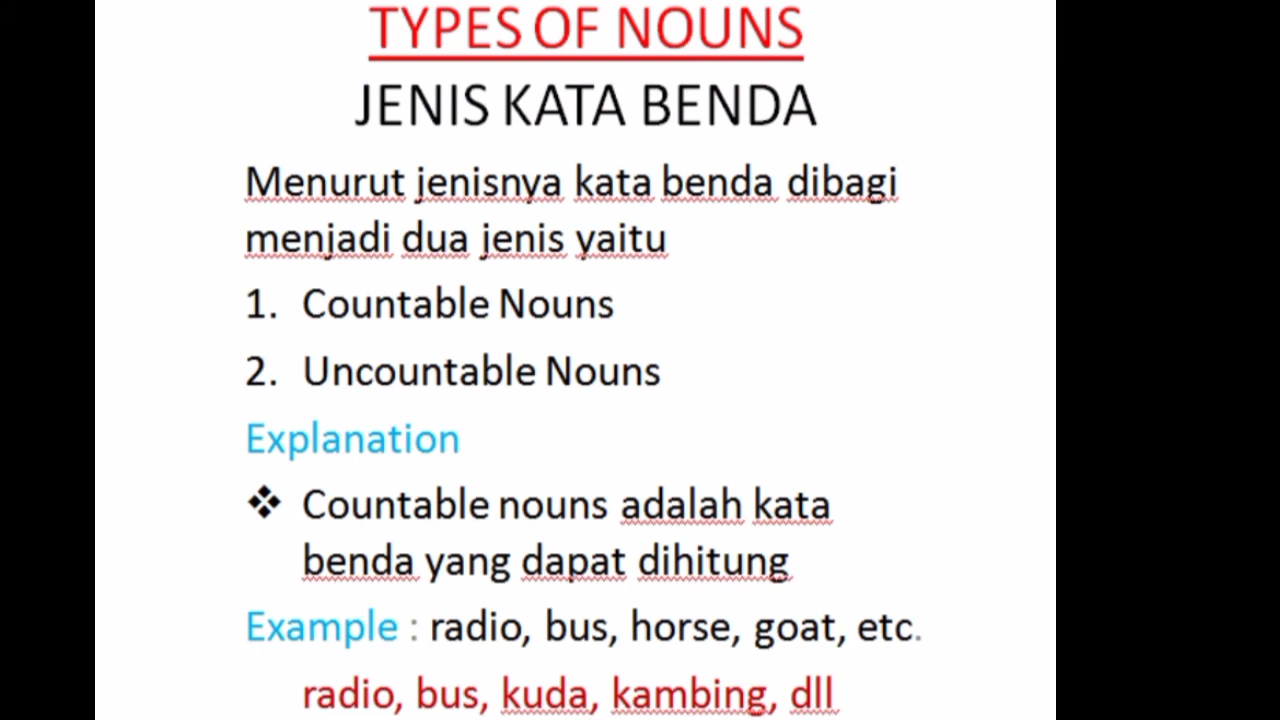 TYPES OF NOUNS
JENIS KATA BENDA
Menurut jenisnya kata benda dibagi
menjadi dua jenis yaitu
1. Countable Nouns
2. Uncountable Nouns
Explanation
❖ Countable nouns adalah kata
benda yang dapat dihitung
Example : radio, bus, horse, goat, etc.
radio, bus, kuda, kambing, dll